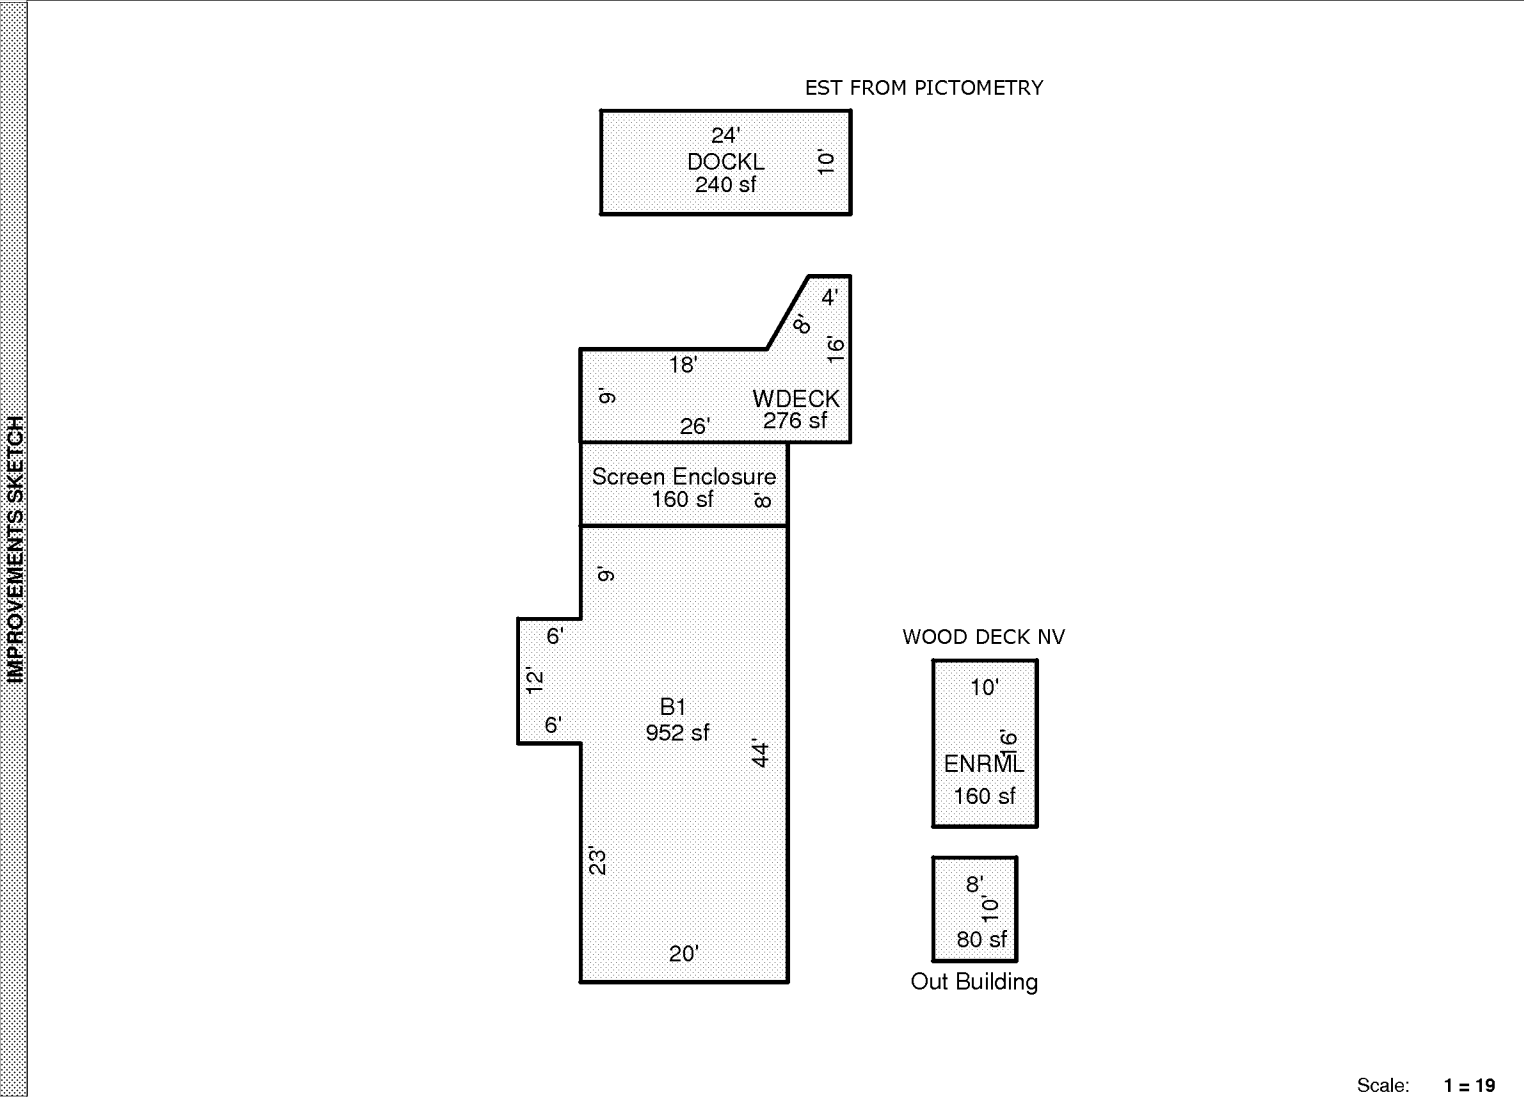 IMPROVEMENTS SKETCH
EST FROM PICTOMETRY
24'
DOCKL
10'
240 sf
4'
8'
16'
18'
9'
WDECK
276 sf
26'
Screen Enclosure
160 sf
8'
9'
6'
12'
6'
B1
952 sf
44'
23'
20'
WOOD DECK NV
10'
16'
ENRML
160 sf
8'
10'
80 sf
Out Building
Scale: 1 = 19